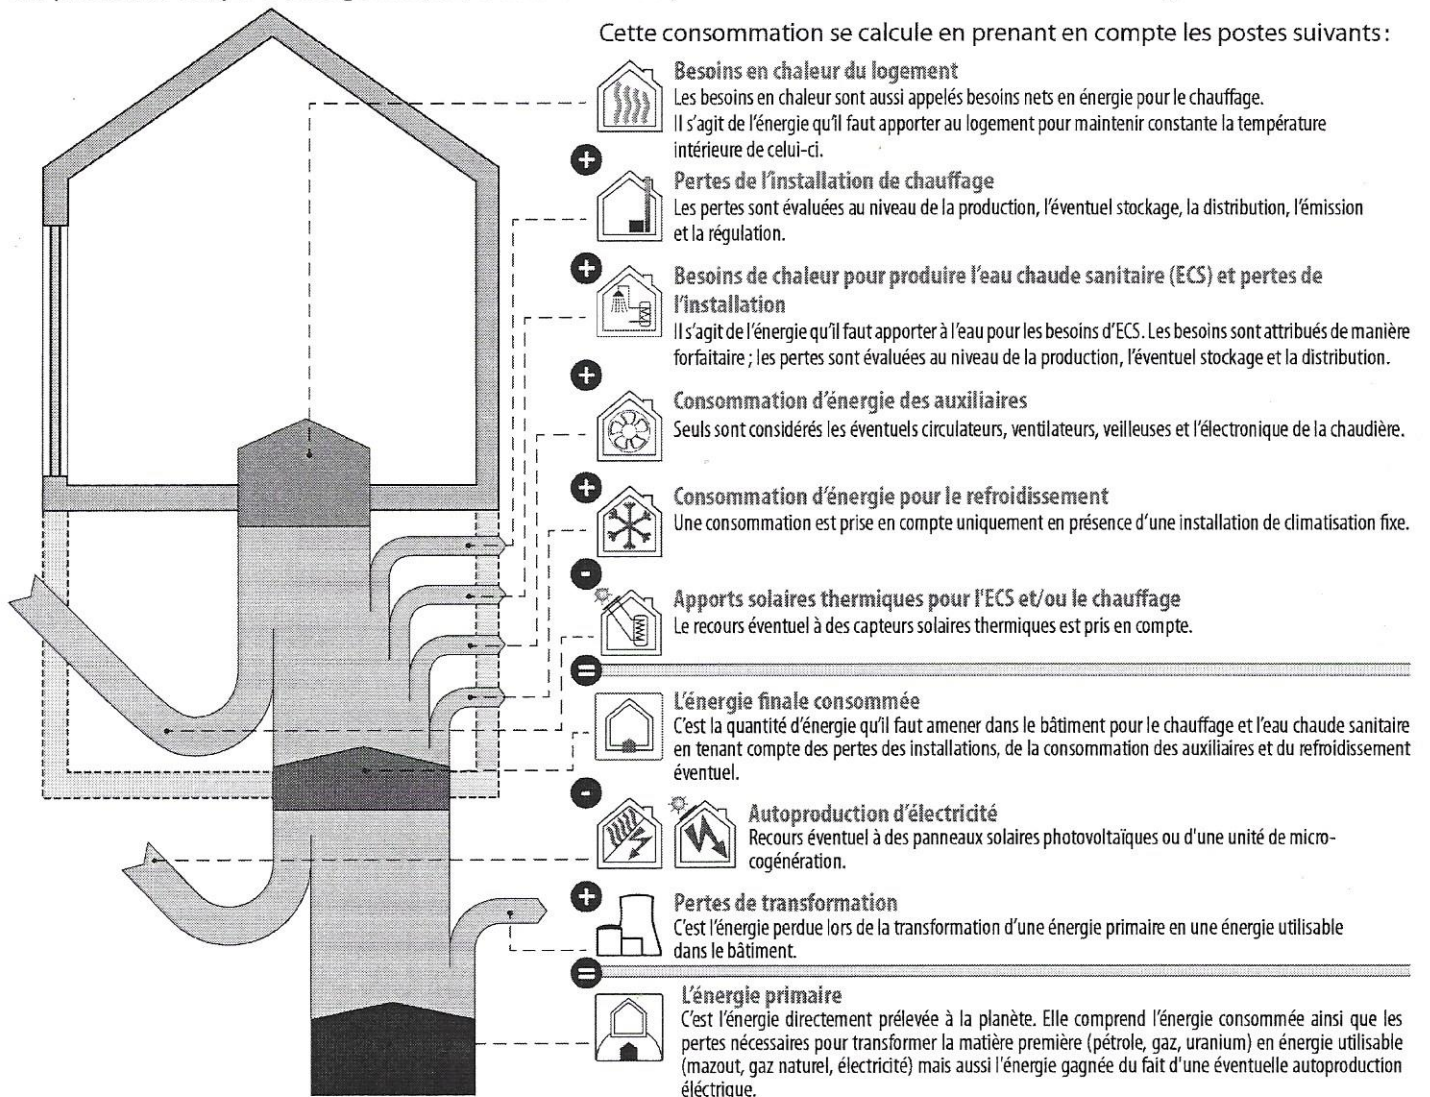 Cette consommation se calcule en prenant en compte les postes suivants:
Besoins en chaleur du logement
Les besoins en chaleur sont aussi appelés besoins nets en énergie pour le chauffage.
Il s'agit de l'énergie qu'il faut apporter au logement pour maintenir constante la température
intérieure de celui-ci.
+
Pertes de l'installation de chauffage
Les pertes sont évaluées au niveau de la production, l'éventuel stockage, la distribution, l'émission
et la régulation.
+
Besoins de chaleur pour produire l'eau chaude sanitaire (ECS) et pertes de
l'installation
Il s'agit de l'énergie qu'il faut apporter à l'eau pour les besoins d'ECS. Les besoins sont attribués de manière
forfaitaire ; les pertes sont évaluées au niveau de la production, l'éventuel stockage et la distribution.
+
Consommation d'énergie des auxiliaires
Seuls sont considérés les éventuels circulateurs, ventilateurs, veilleuses et l'électronique de la chaudière.
+
Consommation d'énergie pour le refroidissement
Une consommation est prise en compte uniquement en présence d'une installation de climatisation fixe.
-
Apports solaires thermiques pour l'ECS et/ou le chauffage
Le recours éventuel à des capteurs solaires thermiques est pris en compte.
=
L'énergie finale consommée
C'est la quantité d'énergie qu'il faut amener dans le bâtiment pour le chauffage et l'eau chaude sanitaire
en tenant compte des pertes des installations, de la consommation des auxiliaires et du refroidissement
éventuel.
-
Autoproduction d'électricité
Recours éventuel à des panneaux solaires photovoltaïques ou d'une unité de micro-
cogénération.
+
Pertes de transformation
C'est l'énergie perdue lors de la transformation d'une énergie primaire en une énergie utilisable
dans le bâtiment.
=
L'énergie primaire
C'est l'énergie directement prélevée à la planète. Elle comprend l'énergie consommée ainsi que les
pertes nécessaires pour transformer la matière première (pétrole, gaz, uranium) en énergie utilisable
(mazout, gaz naturel, électricité) mais aussi l'énergie gagnée du fait d'une éventuelle autoproduction
éléctrique.